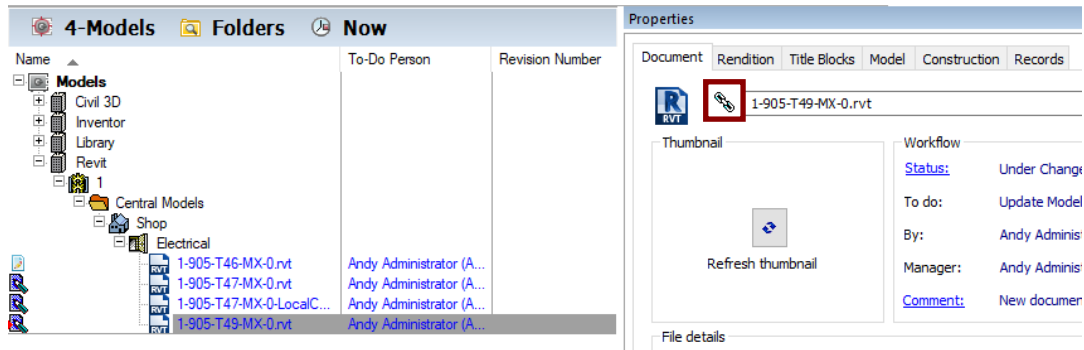 4-Models Folders Now
Name To-Do Person Revision Number
Models
Civil 3D
Inventor
Library
Revit
1
Central Models
Shop
Electrical
1-905-T46-MX-0.rvt Andy Administrator (A...
1-905-T47-MX-0.rvt Andy Administrator (A...
1-905-T47-MX-0-LocalC... Andy Administrator (A...
1-905-T49-MX-0.rvt Andy Administrator (A...
Properties
Document Rendition Title Blocks Model Construction Records
R
RVT
1-905-T49-MX-0.rvt
Thumbnail
Refresh thumbnail
Workflow
Status: Under Change
To do: Update Model
By: Andy Adminis
Manager: Andy Adminis
Comment: New documen
File details